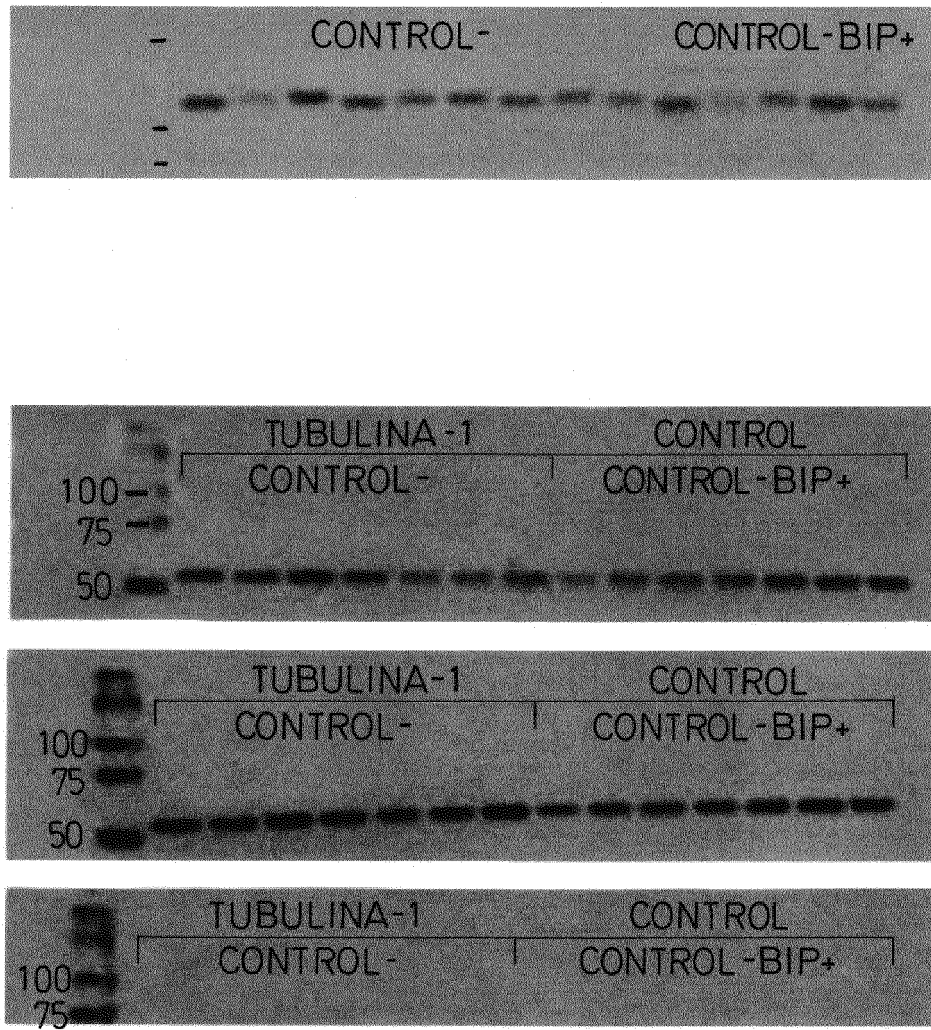 CONTROL- CONTROL-BIP+
TUBULINA-1 CONTROL
CONTROL- CONTROL-BIP+
100
75
50
TUBULINA-1 CONTROL
CONTROL- CONTROL-BIP+
100
75
50
TUBULINA-1 CONTROL
CONTROL- CONTROL-BIP+
100
75